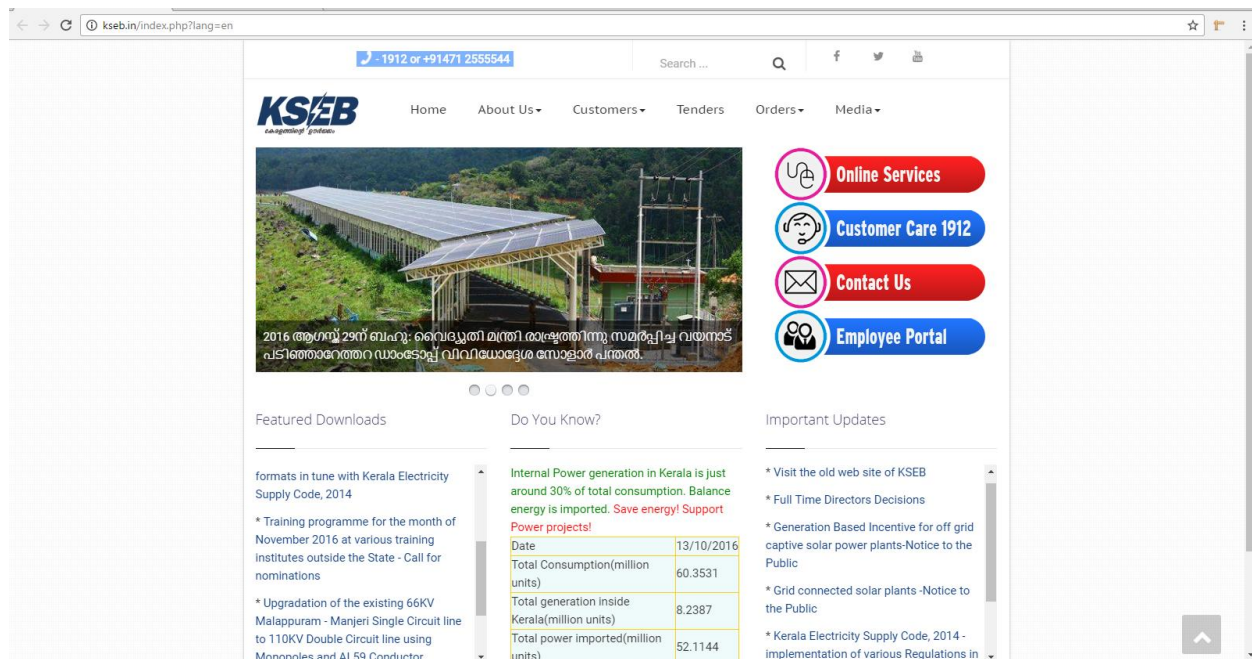 kseb.in/index.php?lang=en
- 1912 or +91471 2555544
Search ...
KSEB
കേരളത്തിന്റെ ഊർജ്ജം
Home
About Us
Customers
Tenders
Orders
Media
Online Services
Customer Care 1912
Contact Us
Employee Portal
2016 ആഗസ്റ്റ് 29ന് ബഹു: വൈദ്യുതി മന്ത്രി രാഷ്ട്രത്തിന്നു സമർപ്പിച്ച വയനാട്
പടിഞ്ഞാറേത്തറ ഡാംടോപ്പ് വിവിധോദ്ദേശ സോളാർ പന്തൽ.
Featured Downloads
formats in tune with Kerala Electricity
Supply Code, 2014
* Training programme for the month of
November 2016 at various training
institutes outside the State - Call for
nominations
* Upgradation of the existing 66KV
Malappuram - Manjeri Single Circuit line
to 110KV Double Circuit line using
Monopoles and AL59 Conductor
Do You Know?
Internal Power generation in Kerala is just
around 30% of total consumption. Balance
energy is imported. Save energy! Support
Power projects!
Date 13/10/2016
Total Consumption(million
units) 60.3531
Total generation inside
Kerala(million units) 8.2387
Total power imported(million
units) 52.1144
Important Updates
* Visit the old web site of KSEB
* Full Time Directors Decisions
* Generation Based Incentive for off grid
captive solar power plants-Notice to the
Public
* Grid connected solar plants -Notice to
the Public
* Kerala Electricity Supply Code, 2014 -
implementation of various Regulations in